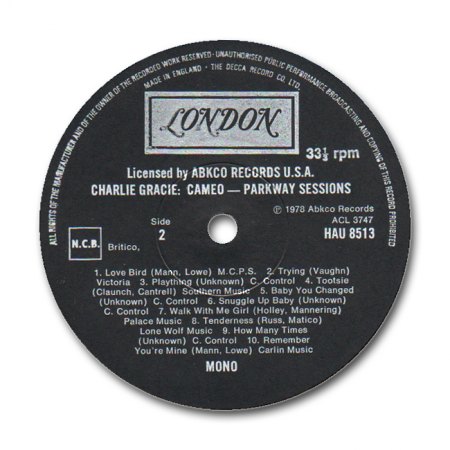 ALL RIGHTS OF THE MANUFACTURER AND OF THE OWNER OF THE RECORDED WORK RESERVED · UNAUTHORISED PUBLIC PERFORMANCE BROADCASTING AND COPYING OF THIS RECORD PROHIBITED
MADE IN ENGLAND · THE DECCA RECORD CO. LTD.
LONDON
33⅓ rpm
Licensed by ABKCO RECORDS U.S.A.
CHARLIE GRACIE: CAMEO — PARKWAY SESSIONS
Side
2
℗ 1978 Abkco Records
ACL 3747
HAU 8513
N.C.B.
Britico,
1. Love Bird (Mann, Lowe) M.C.P.S. 2. Trying (Vaughn)
Victoria 3. Plaything (Unknown) C. Control 4. Tootsie
(Claunch, Cantrell) Southern Music 5. Baby You Changed
(Unknown) C. Control 6. Snuggle Up Baby (Unknown)
C. Control 7. Walk With Me Girl (Holley, Mannering)
Palace Music 8. Tenderness (Russ, Matico)
Lone Wolf Music 9. How Many Times
(Unknown) C. Control 10. Remember
You're Mine (Mann, Lowe) Carlin Music
MONO